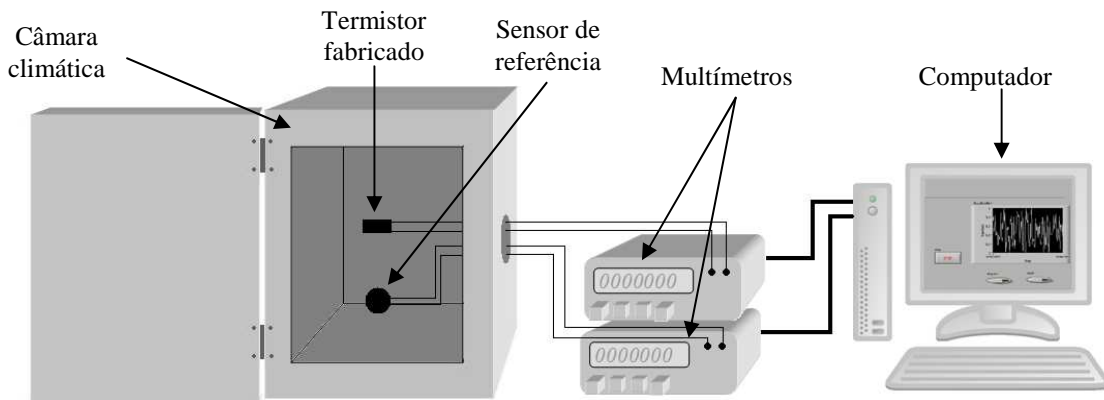 Câmara
climática
Termistor
fabricado
Sensor de
referência
Multímetros
Computador
0000000
0000000